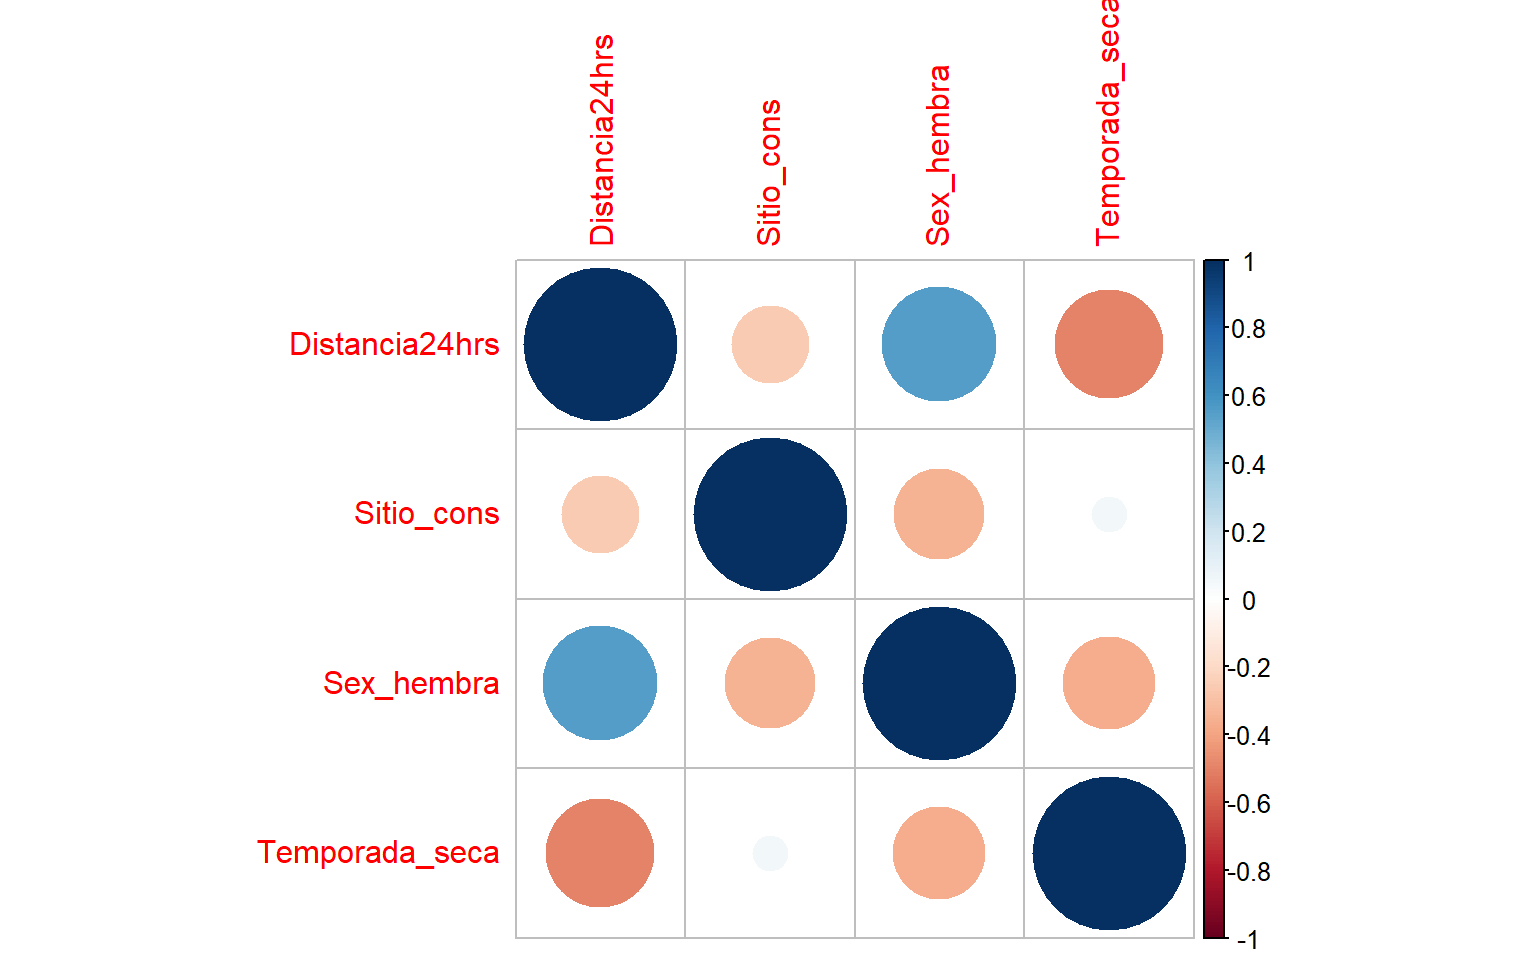 Distancia24hrs
Sitio_cons
Sex_hembra
Temporada_seca
Distancia24hrs
Sitio_cons
Sex_hembra
Temporada_seca
1
0.8
0.6
0.4
0.2
0
-0.2
-0.4
-0.6
-0.8
-1